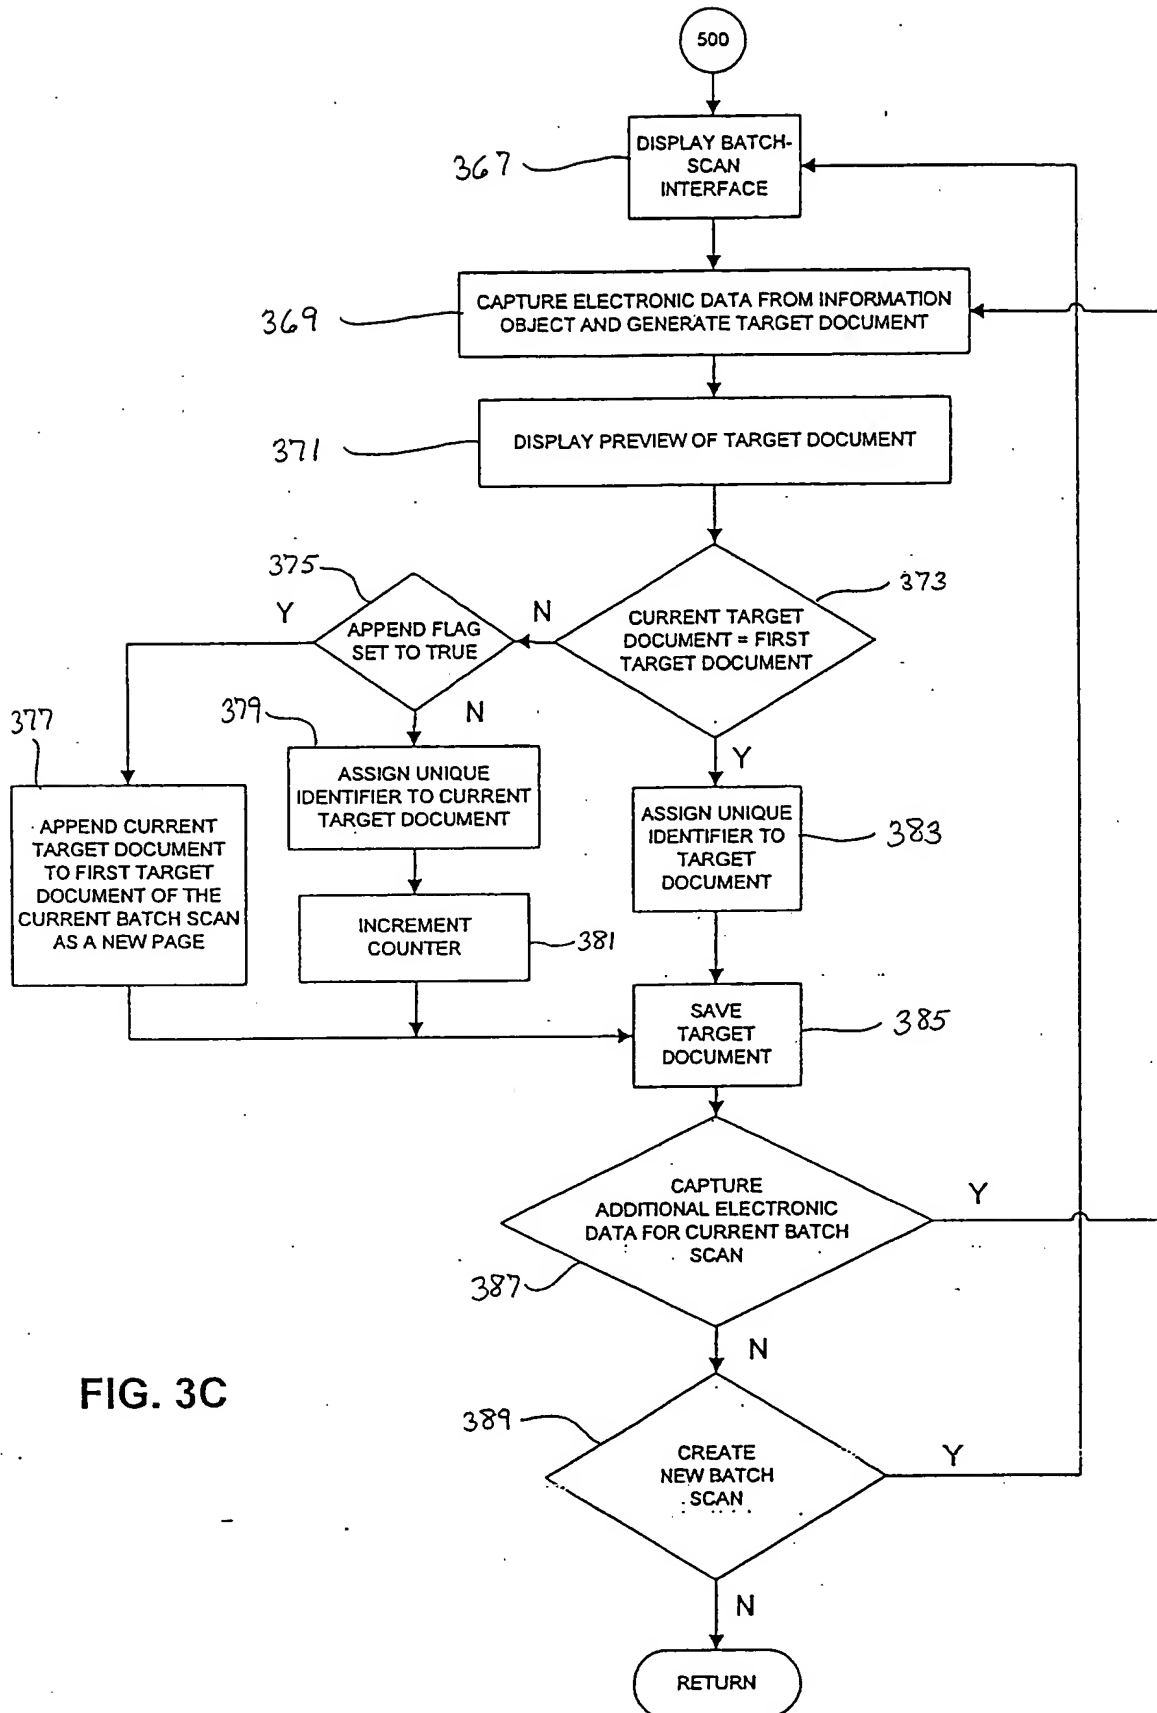 500
DISPLAY BATCH-
SCAN
INTERFACE
367
CAPTURE ELECTRONIC DATA FROM INFORMATION
OBJECT AND GENERATE TARGET DOCUMENT
369
DISPLAY PREVIEW OF TARGET DOCUMENT
371
375
373
Y
APPEND FLAG
SET TO TRUE
N
CURRENT TARGET
DOCUMENT = FIRST
TARGET DOCUMENT
377
379
N
Y
ASSIGN UNIQUE
IDENTIFIER TO CURRENT
TARGET DOCUMENT
APPEND CURRENT
TARGET DOCUMENT
TO FIRST TARGET
DOCUMENT OF THE
CURRENT BATCH SCAN
AS A NEW PAGE
ASSIGN UNIQUE
IDENTIFIER TO
TARGET
DOCUMENT
383
INCREMENT
COUNTER
381
SAVE
TARGET
DOCUMENT
385
CAPTURE
ADDITIONAL ELECTRONIC
DATA FOR CURRENT BATCH
SCAN
Y
387
N
FIG. 3C
389
CREATE
NEW BATCH
SCAN
Y
N
RETURN